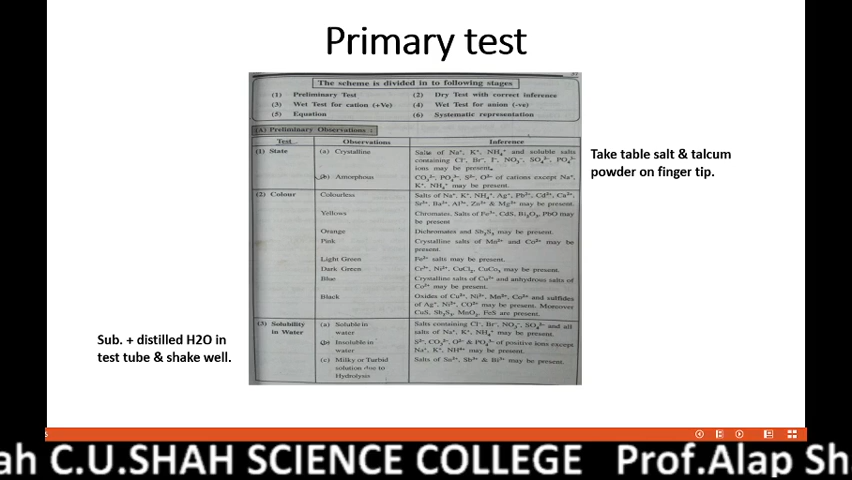 Primary test
The scheme is divided in to following stages
(1) Preliminary Test (2) Dry Test with correct inference
(3) Wet Test for cation (+Ve) (4) Wet Test for anion (-ve)
(5) Equation (6) Systematic representation
(A) Preliminary Observations :
Test Observations Inference
(1) State (a) Crystalline Salts of Na⁺, K⁺, NH₄⁺ and soluble salts
containing Cl⁻, Br⁻, I⁻, NO₃⁻, SO₄²⁻, PO₄³⁻
ions may be present.
(b) Amorphous CO₃²⁻, PO₄³⁻, S²⁻, O²⁻ of cations except Na⁺,
K⁺, NH₄⁺ may be present.
(2) Colour Colourless Salts of Na⁺, K⁺, NH₄⁺, Ag⁺, Pb²⁺, Cd²⁺, Ca²⁺,
Sr²⁺, Ba²⁺, Al³⁺, Zn²⁺ & Mg²⁺ may be present.
Yellows Chromates, Salts of Fe³⁺, CdS, Bi₂O₃, PbO may
be present
Orange Dichromates and Sb₂S₃ may be present.
Pink Crystalline salts of Mn²⁺ and Co²⁺ may be
present.
Light Green Fe²⁺ salts may be present.
Dark Green Cr³⁺, Ni²⁺, CuCl₂, CuCo₃ may be present.
Blue Crystalline salts of and anhydrous salts of
Co²⁺ may be present.
Black Oxides of Cu²⁺, Ni²⁺, Mn²⁺, Co²⁺ and sulfides
of Ag⁺, Ni²⁺, CO²⁺ may be present. Moreover
CuS, Sb₂S₃, MnO₂, FeS are present.
(3) Solubility (a) Soluble in Salts containing Cl⁻, Br⁻, NO₃⁻, SO₄²⁻ and all
in Water water salts of Na⁺, K⁺, NH₄⁺ may be present.
(b) Insoluble in S²⁻, CO₃²⁻, O²⁻ & PO₄³⁻ of positive ions except
water Na⁺, K⁺, NH⁴⁺ may be present.
(c) Milky or Turbid Salts of Sn²⁺, Sb³⁺ & Bi³⁺ may be present.
solution due to
Hydrolysis
Take table salt & talcum
powder on finger tip.
Sub. + distilled H2O in
test tube & shake well.
ah C.U.SHAH SCIENCE COLLEGE Prof.Alap Sh